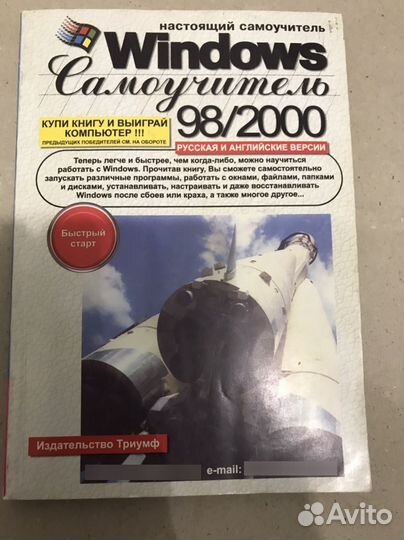 настоящий самоучитель
Windows
Самоучитель
98/2000
КУПИ КНИГУ И ВЫИГРАЙ
КОМПЬЮТЕР !!!
ПРЕДЫДУЩИХ ПОБЕДИТЕЛЕЙ СМ. НА ОБОРОТЕ
РУССКАЯ И АНГЛИЙСКИЕ ВЕРСИИ
Теперь легче и быстрее, чем когда-либо, можно научиться
работать с Windows. Прочитав книгу, Вы сможете самостоятельно
запускать различные программы, работать с окнами, файлами, папками
и дисками, устанавливать, настраивать и даже восстанавливать
Windows после сбоев или краха, а также многое другое...
Быстрый
старт
Издательство Триумф
e-mail:
Avito